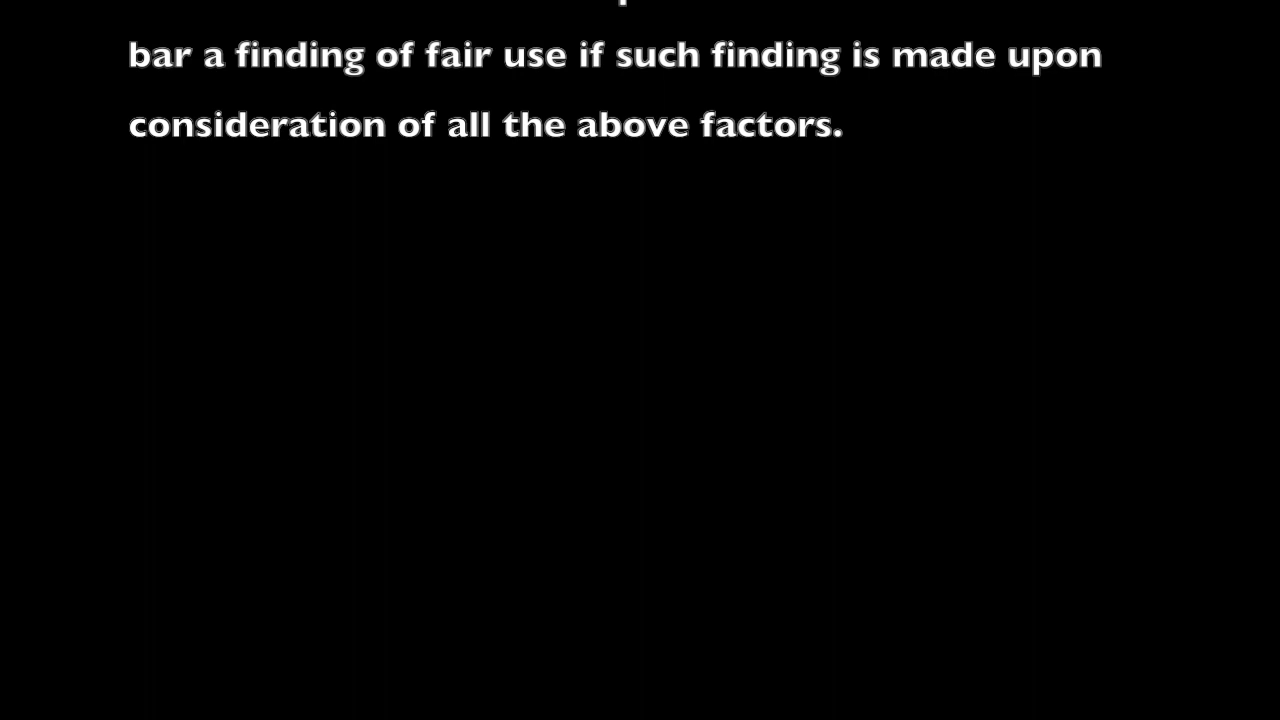 bar a finding of fair use if such finding is made upon
consideration of all the above factors.